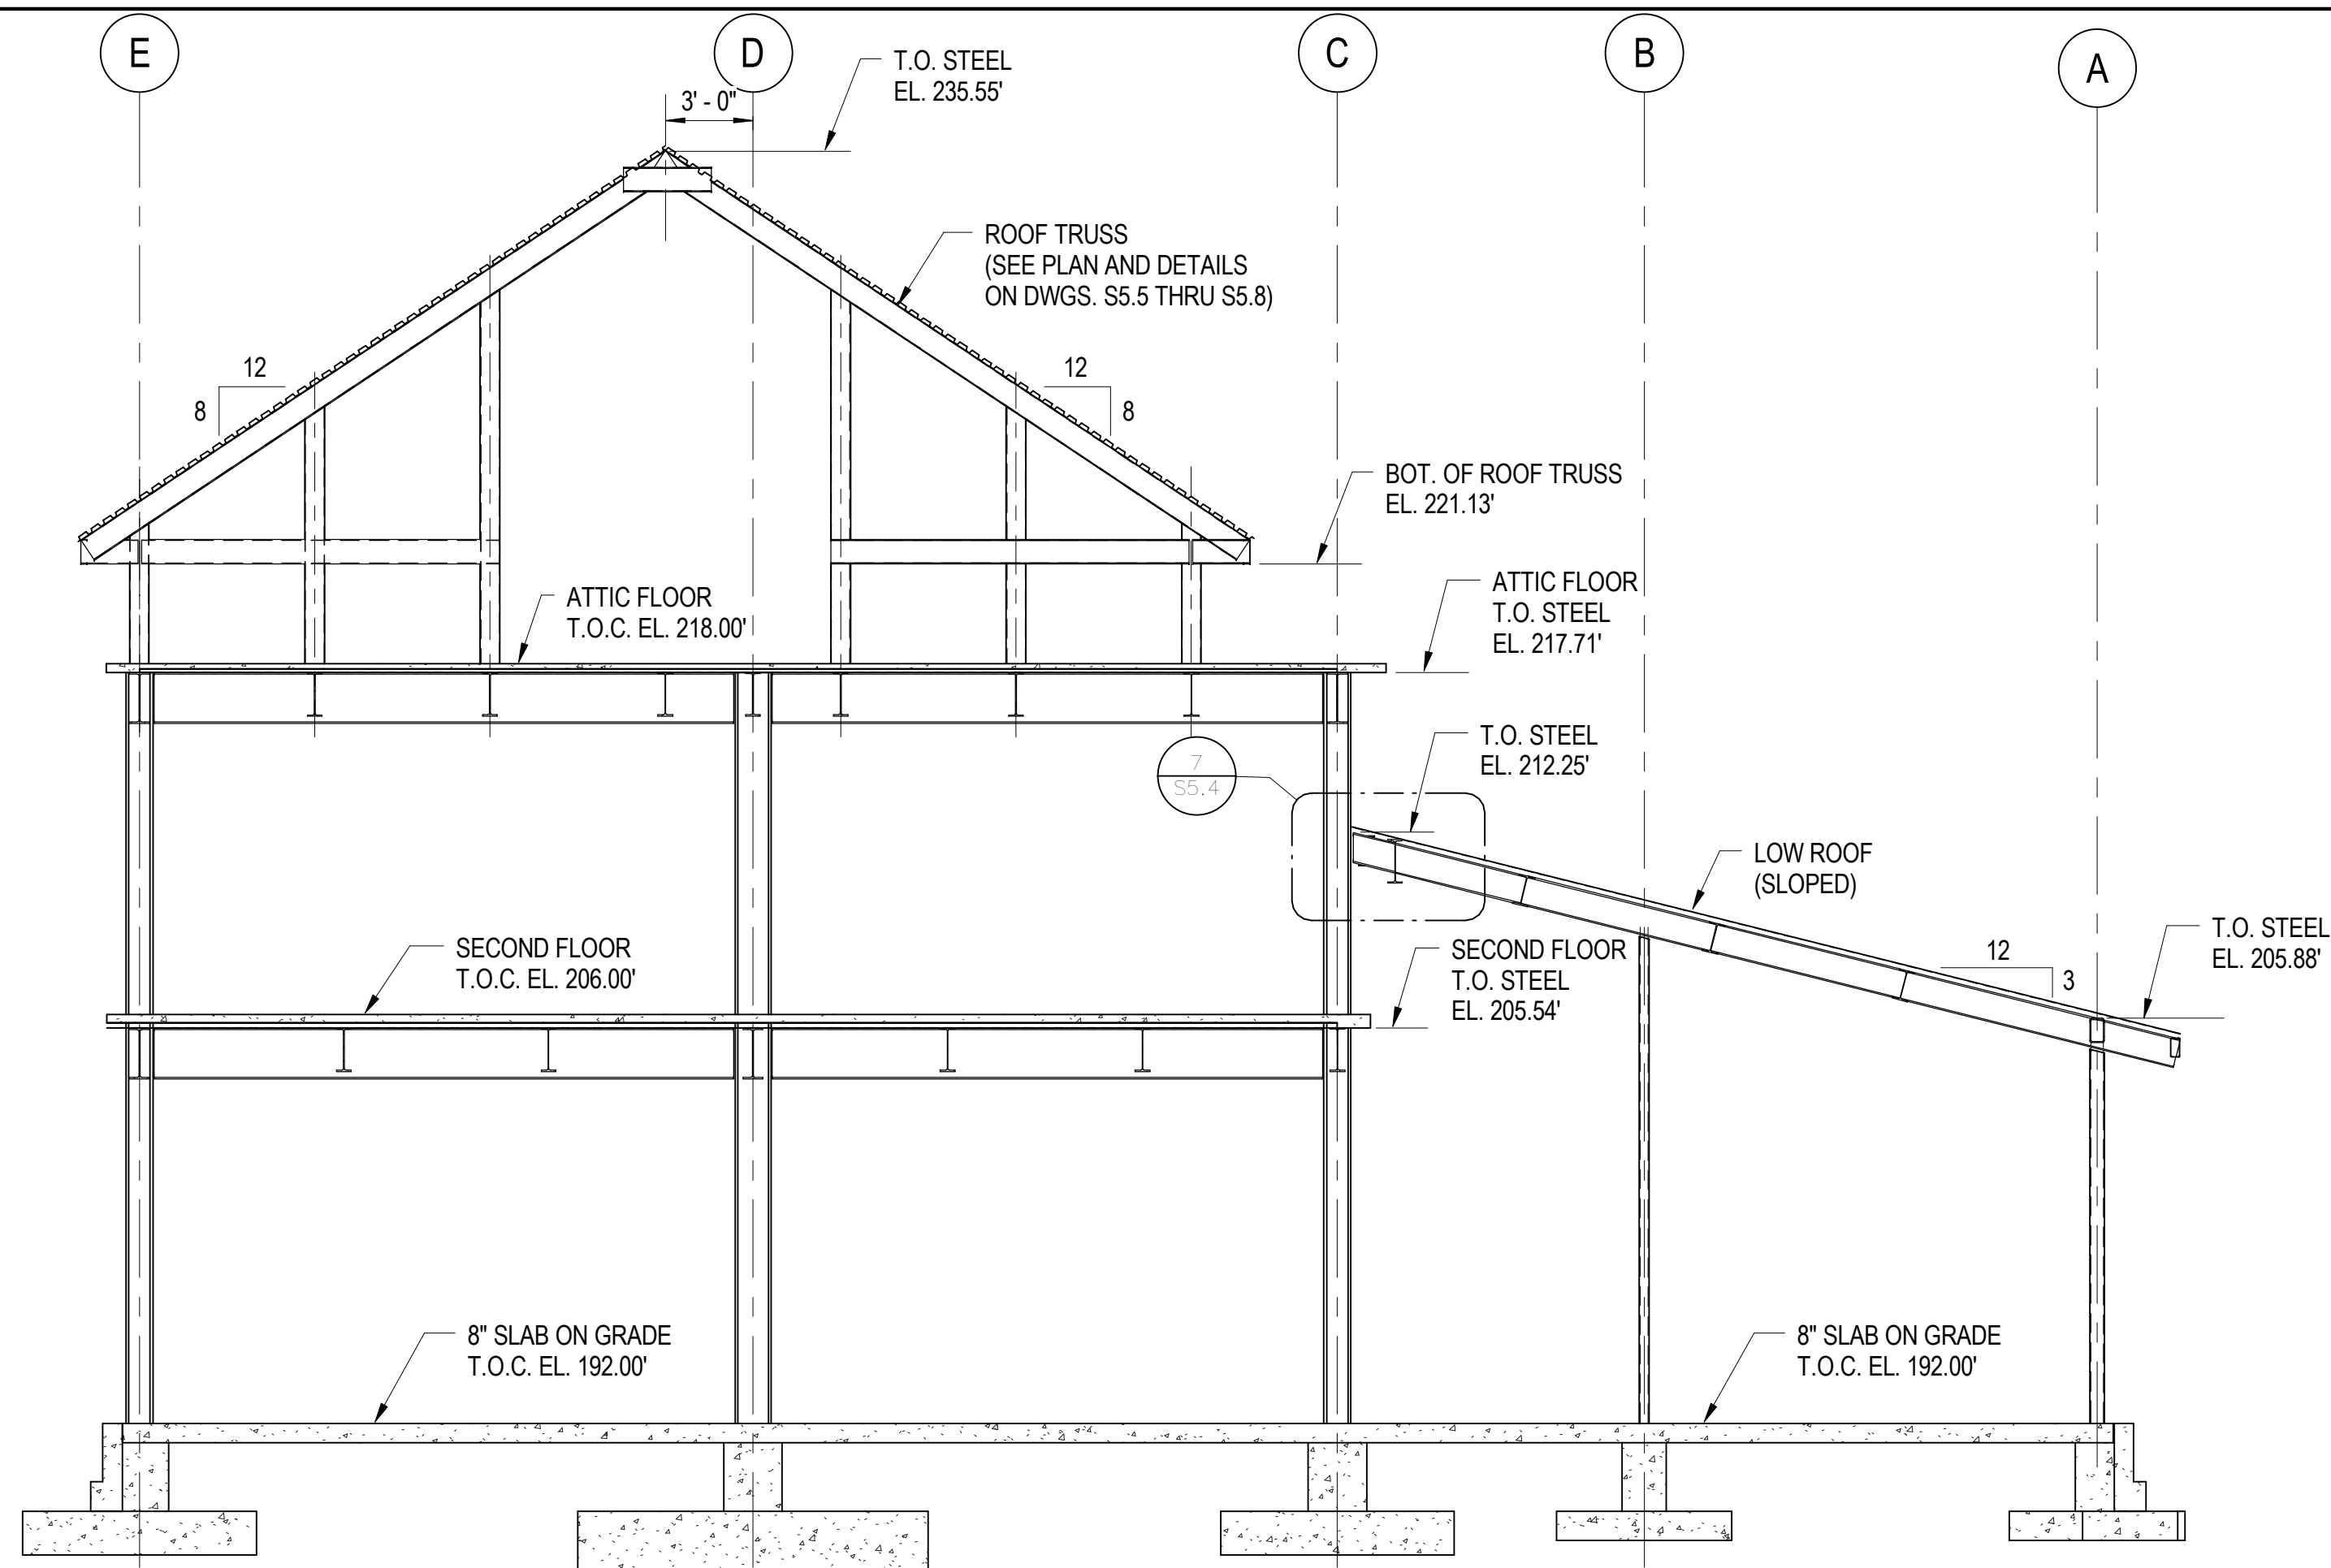 E
D
C
B
A
T.O. STEEL
EL. 235.55'
3' - 0"
ROOF TRUSS
(SEE PLAN AND DETAILS
ON DWGS. S5.5 THRU S5.8)
12
8
12
8
BOT. OF ROOF TRUSS
EL. 221.13'
ATTIC FLOOR
T.O.C. EL. 218.00'
ATTIC FLOOR
T.O. STEEL
EL. 217.71'
T.O. STEEL
EL. 212.25'
7
S5.4
LOW ROOF
(SLOPED)
T.O. STEEL
EL. 205.88'
12
3
SECOND FLOOR
T.O.C. EL. 206.00'
SECOND FLOOR
T.O. STEEL
EL. 205.54'
8" SLAB ON GRADE
T.O.C. EL. 192.00'
8" SLAB ON GRADE
T.O.C. EL. 192.00'